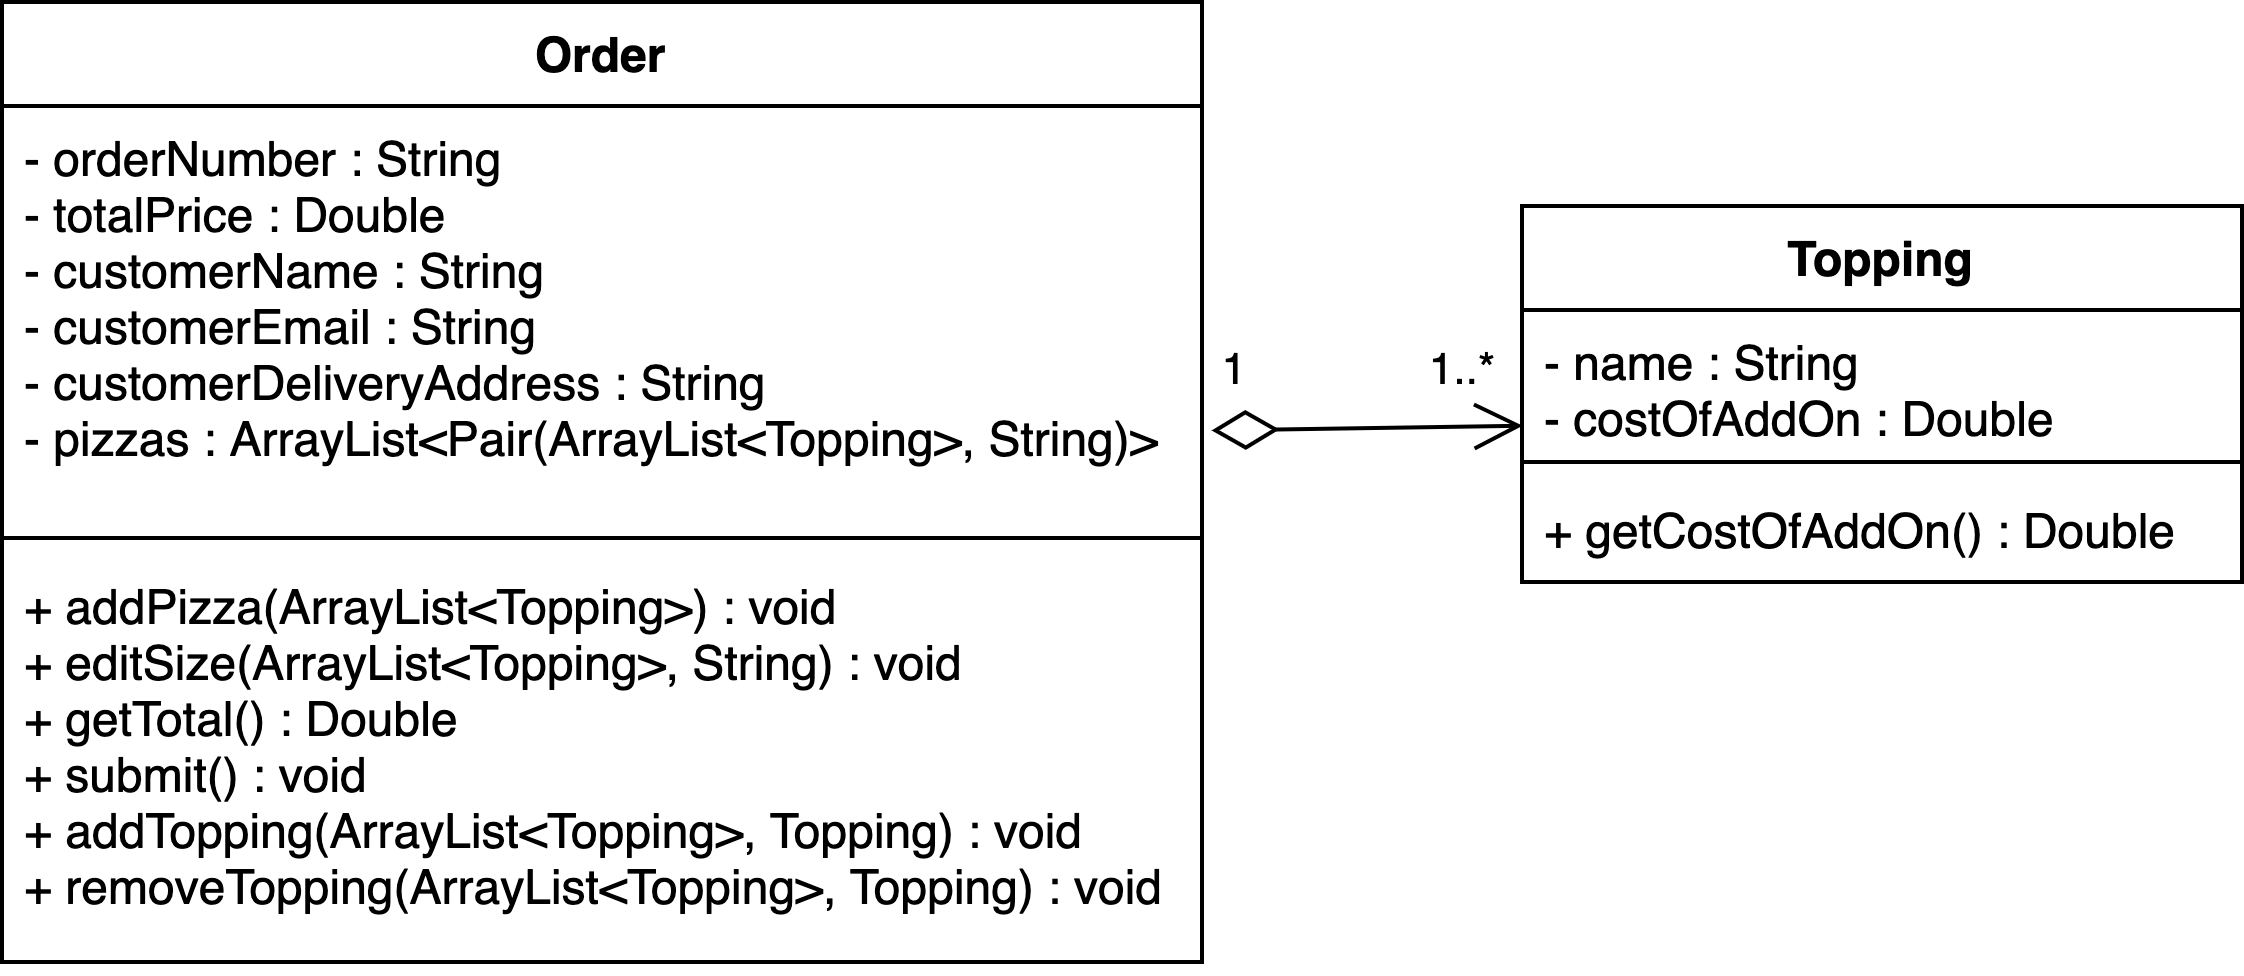 Order
- orderNumber : String
- totalPrice : Double
- customerName : String
- customerEmail : String
- customerDeliveryAddress : String
- pizzas : ArrayList<Pair(ArrayList<Topping>, String)>
+ addPizza(ArrayList<Topping>) : void
+ editSize(ArrayList<Topping>, String) : void
+ getTotal() : Double
+ submit() : void
+ addTopping(ArrayList<Topping>, Topping) : void
+ removeTopping(ArrayList<Topping>, Topping) : void
1
1..*
Topping
- name : String
- costOfAddOn : Double
+ getCostOfAddOn() : Double